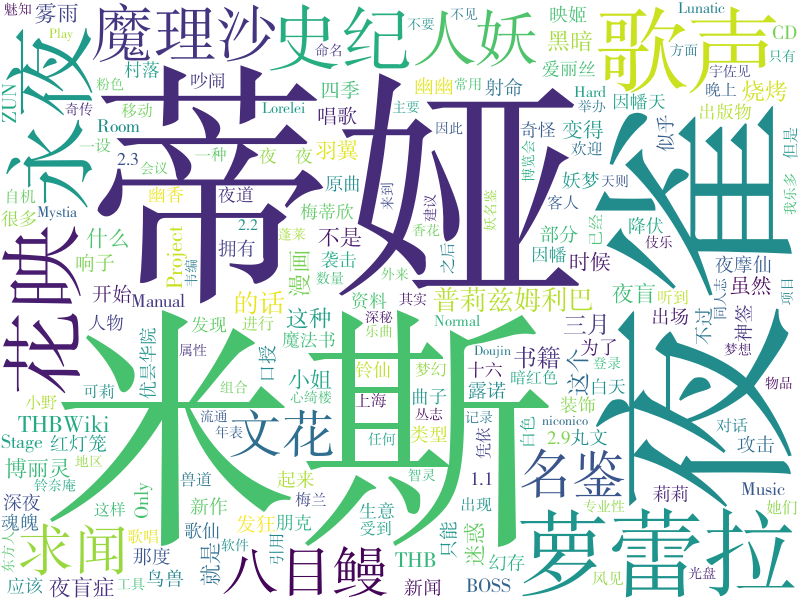 魅知
雾雨
Play
奇传
ZUN
永夜
村落
魔理沙
吵闹
移动
Room
一设
2.3
会议
一种
夜
夜
史纪
命名
不要
不见
人妖
四季
Lorelei
唱歌
主要
幽幽
常用
射命
因此
奇怪
映姬
黑暗
爱丽丝
因幡天
举办
Hard
Lunatic
方面
歌声
只有
CD
宇佐见
晚上
烧烤
出版物
变得
欢迎
似乎
但是
博览会
羽翼
蒂娅
来到
建议
妖梦
天则
客人
我乐多
自机
很多
Mystia
幽香
夜道
原曲
2.2
蓬莱
梅蒂欣
香花
妖名鉴
部分
已经
降伏
伎乐
雀
花映
什么
响子
Project
韦编
拥有
不是
袭击
漫画
数量
之后
外来
因幡
时候
夜摩仙
夜盲
听到
同人志
虽然
项目
开始
Manual
的话
资料
其实
普莉兹姆利巴
人物
发现
进行
这种
深秘
乐曲
Normal
三月
出场
不过
神签
梦想
优昙华院
属性
魔法书
口授
铃仙
梦幻
Doujin
书籍
这个
为了
登录
物品
小野
可莉
组合
小姐
十六
暗红色
白天
米斯
夜
THBWiki
流通
心绮楼
上海
曲子
丛志
露诺
装饰
对话
Stage
红灯笼
年表
文花
任何
类型
记录
niconico
白色
2.9
丸文
攻击
博丽灵
地区
兽道
起来
智灵
凭依
1.1
名鉴
莉莉
Music
铃奈庵
深夜
这样
Only
新作
梅兰
生意
出现
专业性
她们
魂魄
歌仙
发狂
朋克
受到
只能
迷惑
幻存
萝蕾拉
东方人
求闻
歌唱
那度
就是
软件
引用
八目鳗
THB
风见
光盘
应该
夜盲症
工具
鸟兽
新闻
BOSS